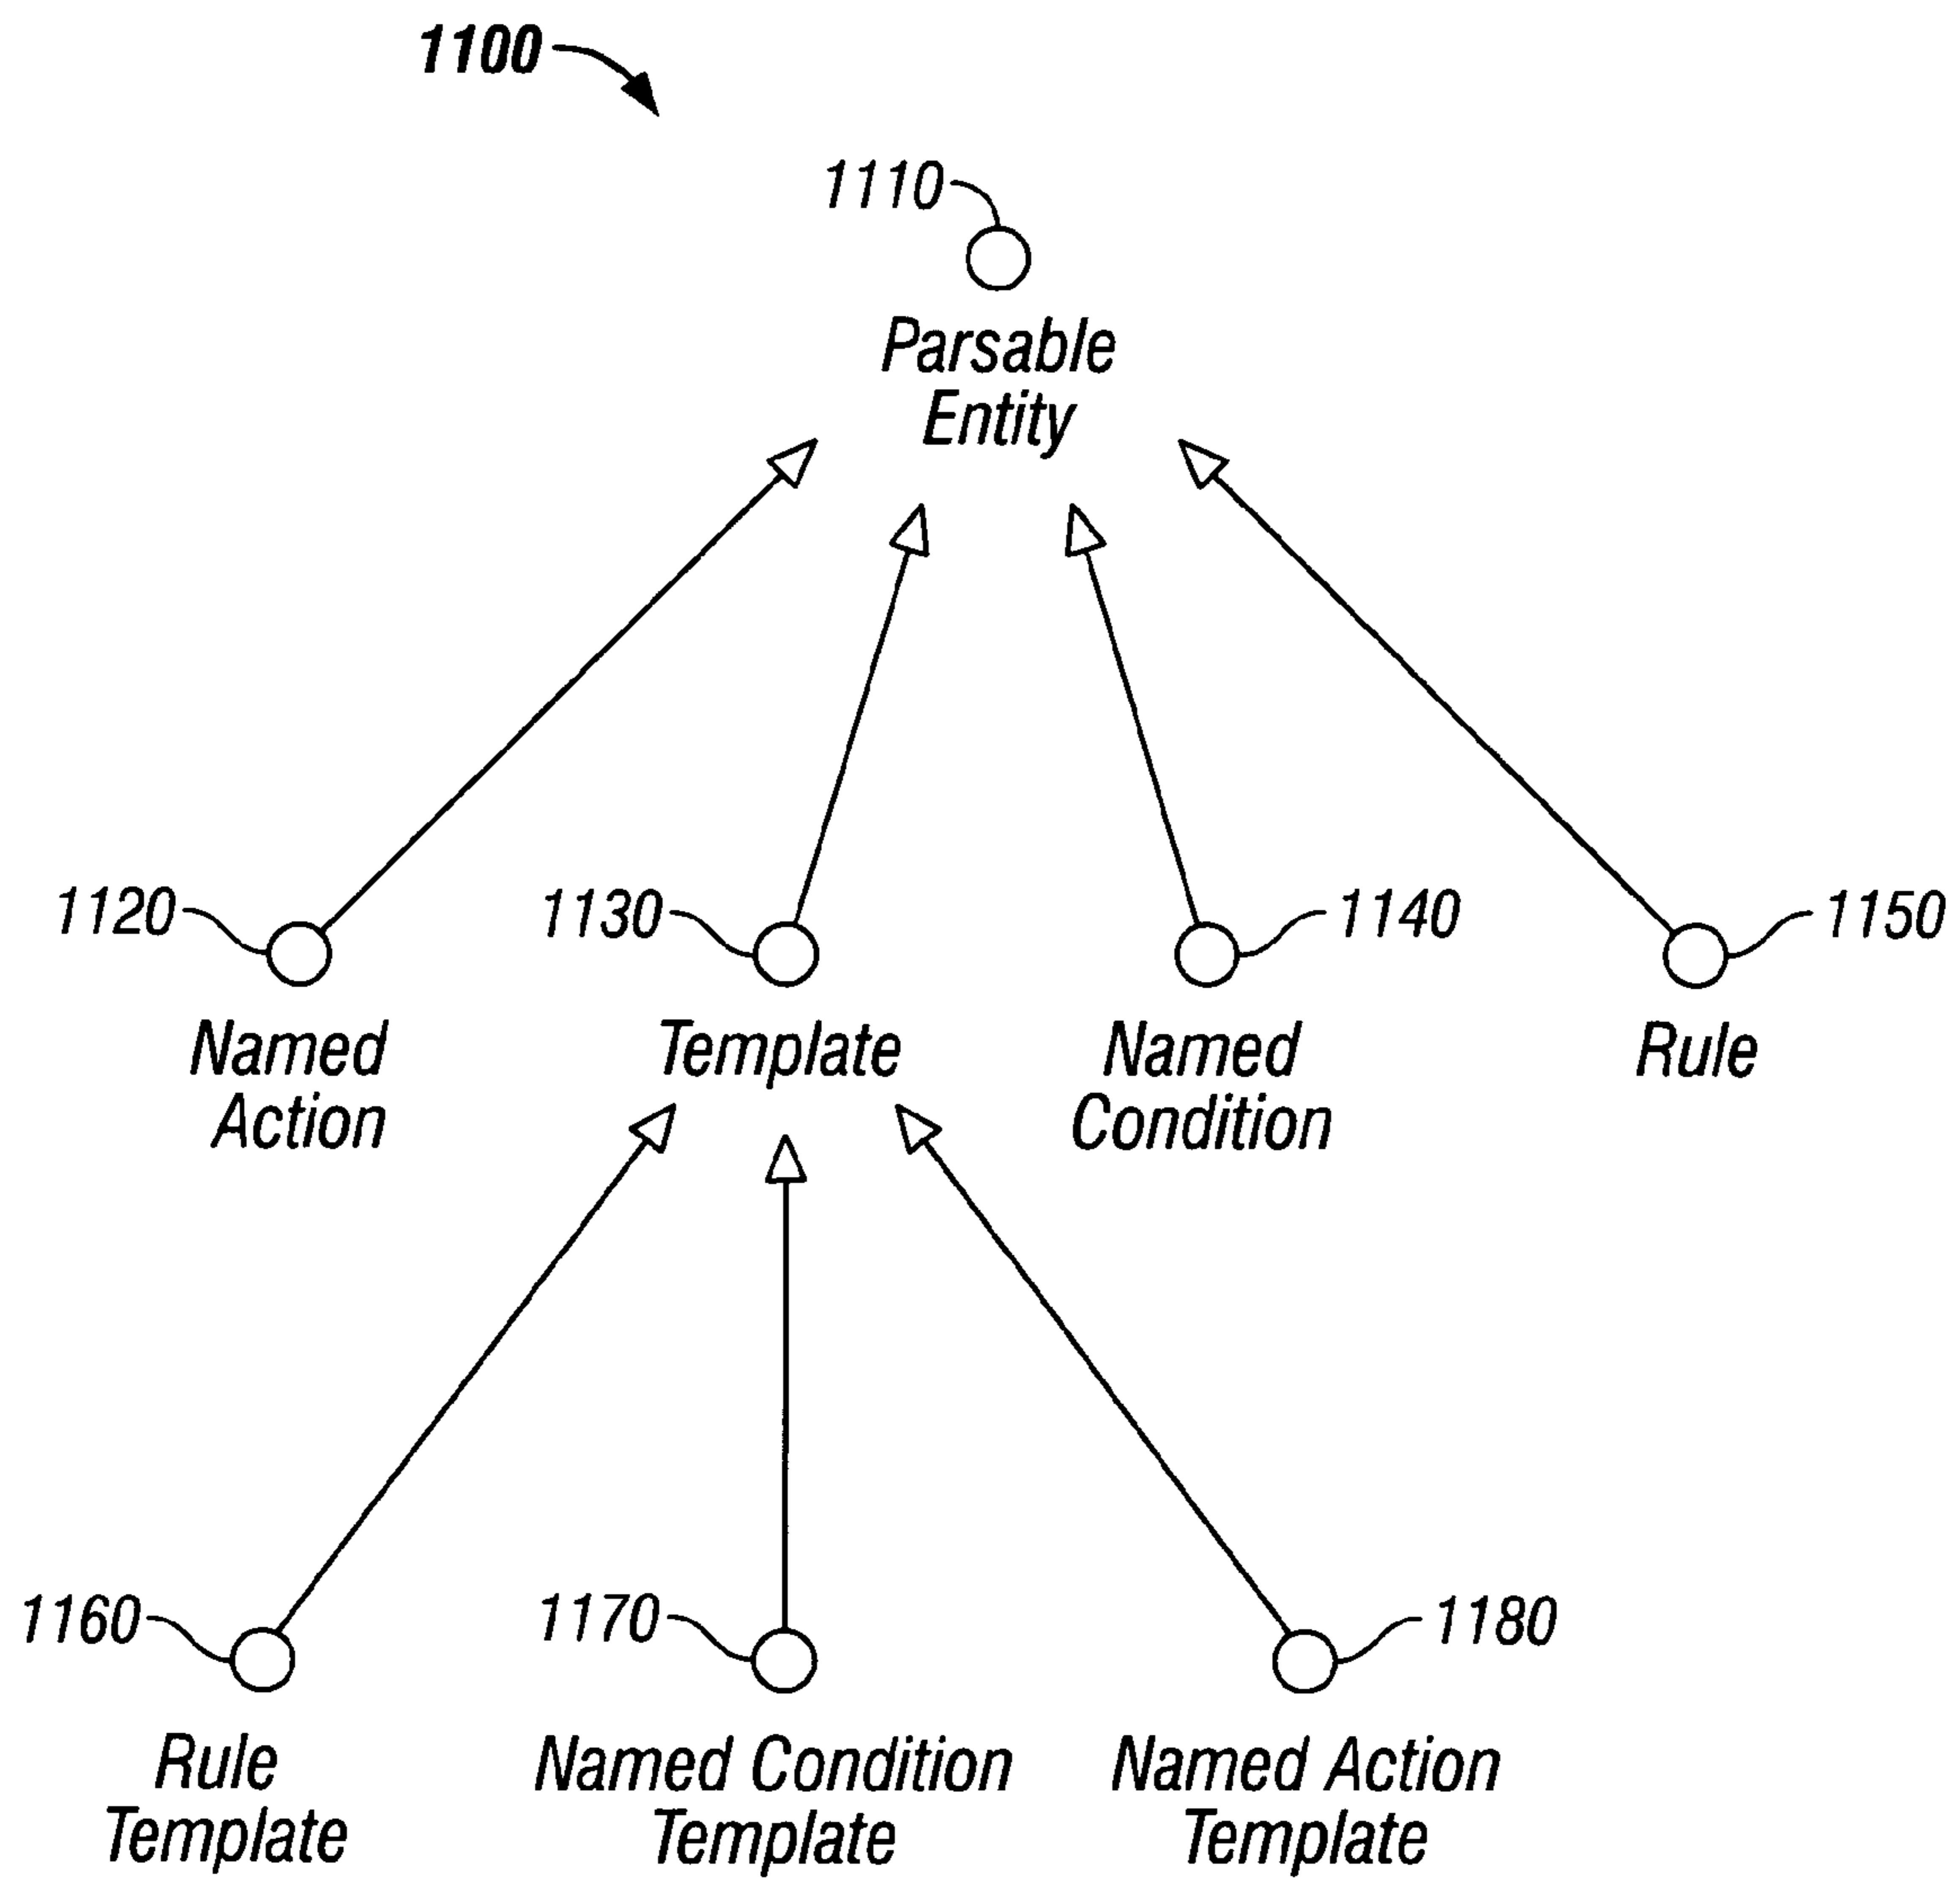 1100
1110
Parsable
Entity
1120
1130
1140
1150
Named
Action
Template
Named
Condition
Rule
1160
1170
1180
Rule
Template
Named Condition
Template
Named Action
Template